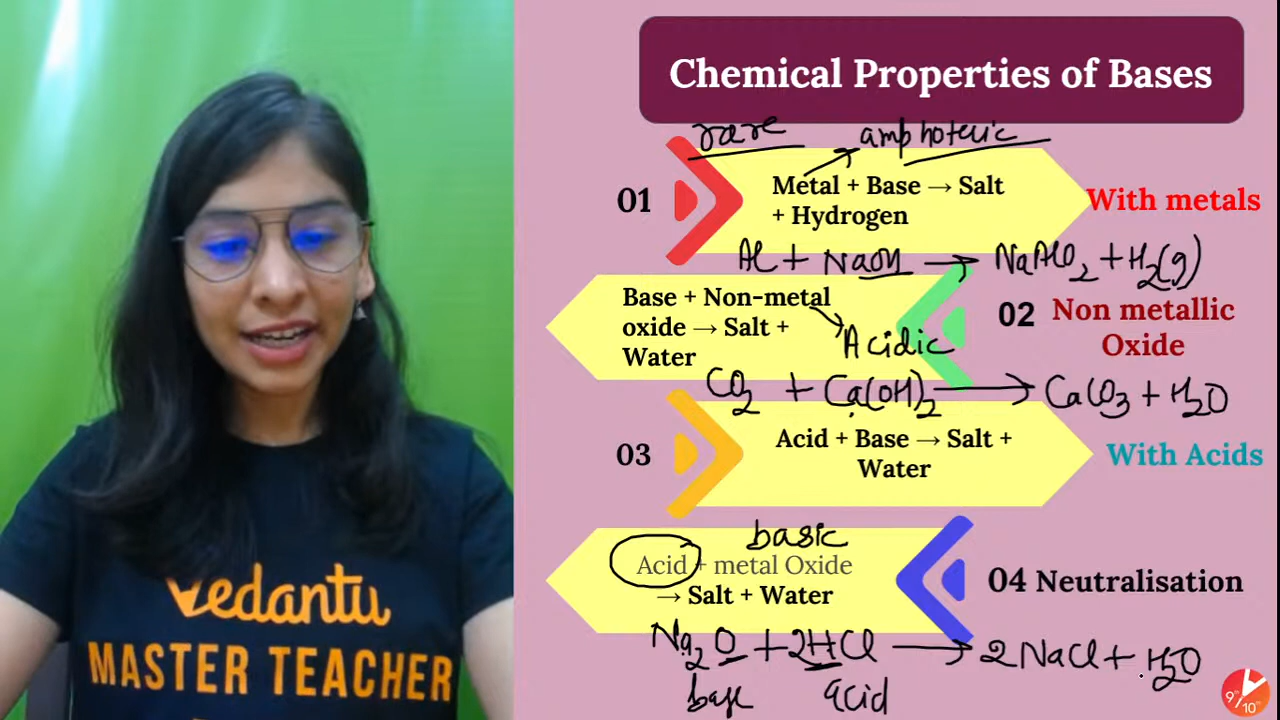 Chemical Properties of Bases
rare
amphoteric
01
Metal + Base → Salt
+ Hydrogen
With metals
Al + NaOH → NaAlO2 + H2(g)
Base + Non-metal
oxide → Salt +
Water
Acidic
02
Non metallic
Oxide
CO2 + Ca(OH)2 → CaCO3 + H2O
03
Acid + Base → Salt +
Water
With Acids
basic
Acid + metal Oxide
→ Salt + Water
04 Neutralisation
Na2O + 2HCl → 2NaCl + H2O
base
acid
Vedantu
MASTER TEACHER
9th/10th